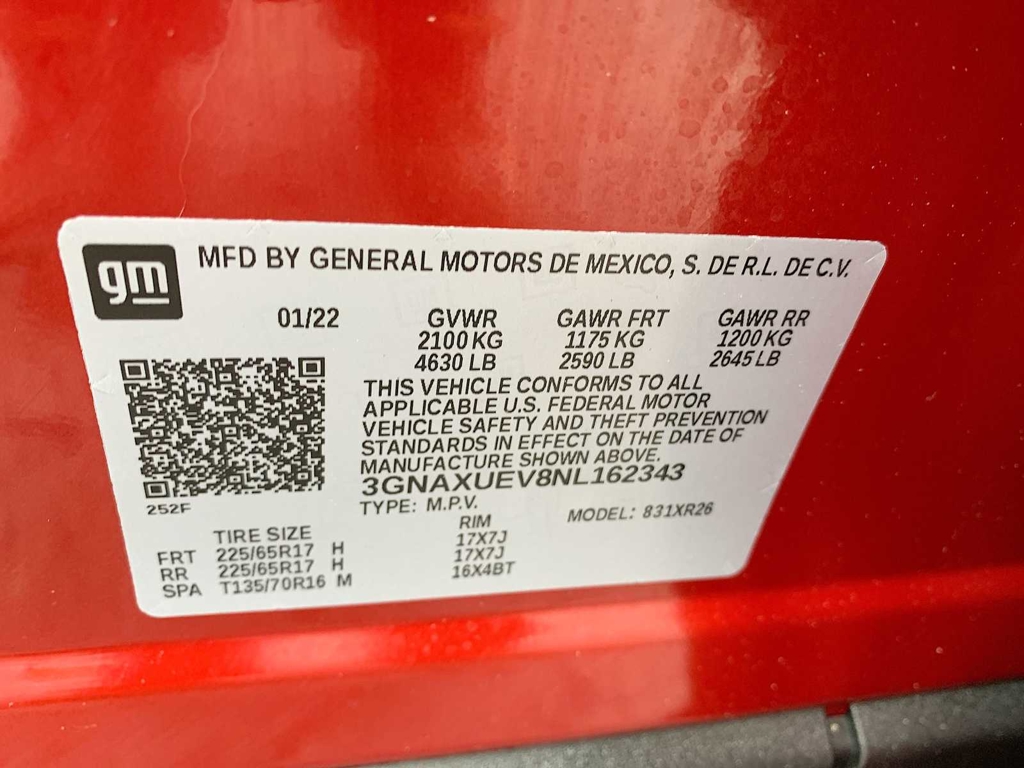 gm
MFD BY GENERAL MOTORS DE MEXICO, S. DE R.L. DE C.V.
01/22 GVWR GAWR FRT GAWR RR
2100 KG 1175 KG 1200 KG
4630 LB 2590 LB 2645 LB
THIS VEHICLE CONFORMS TO ALL
APPLICABLE U.S. FEDERAL MOTOR
VEHICLE SAFETY AND THEFT PREVENTION
STANDARDS IN EFFECT ON THE DATE OF
MANUFACTURE SHOWN ABOVE.
3GNAXUEV8NL162343
252F
TYPE: M.P.V. MODEL: 831XR26
TIRE SIZE RIM
FRT 225/65R17 H 17X7J
RR 225/65R17 H 17X7J
SPA T135/70R16 M 16X4BT